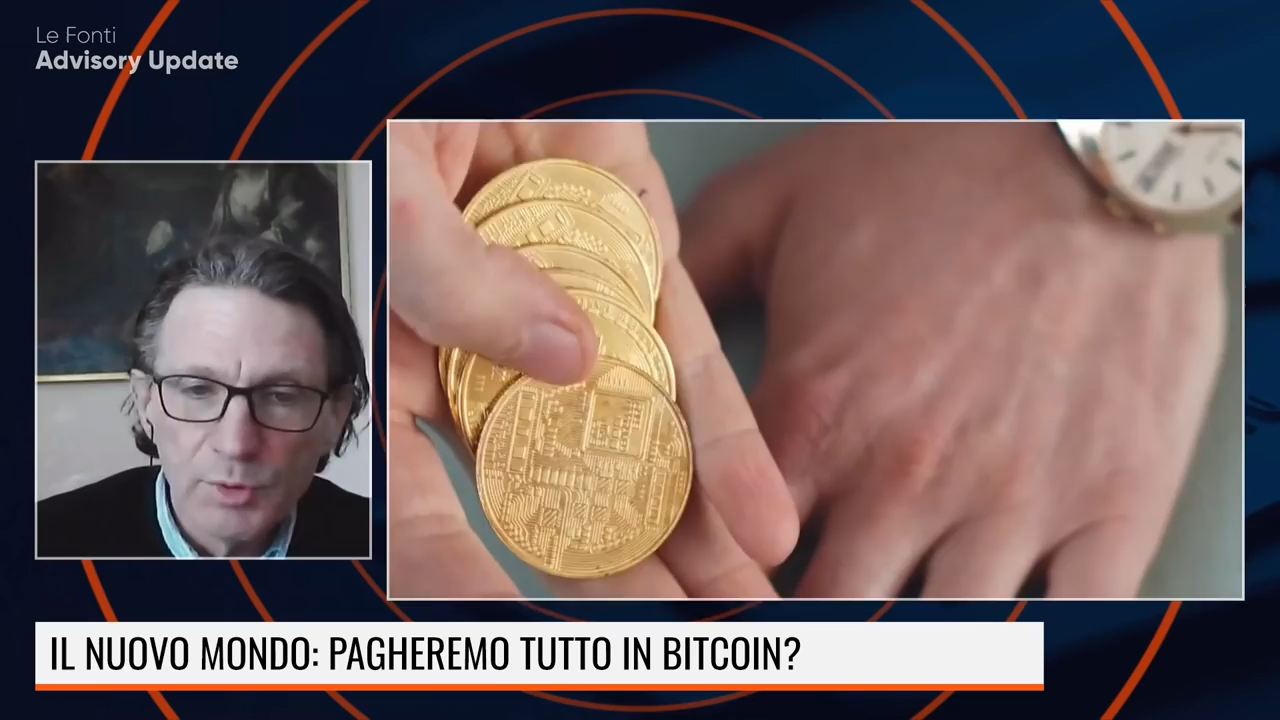 Le Fonti
Advisory Update
IL NUOVO MONDO: PAGHEREMO TUTTO IN BITCOIN?